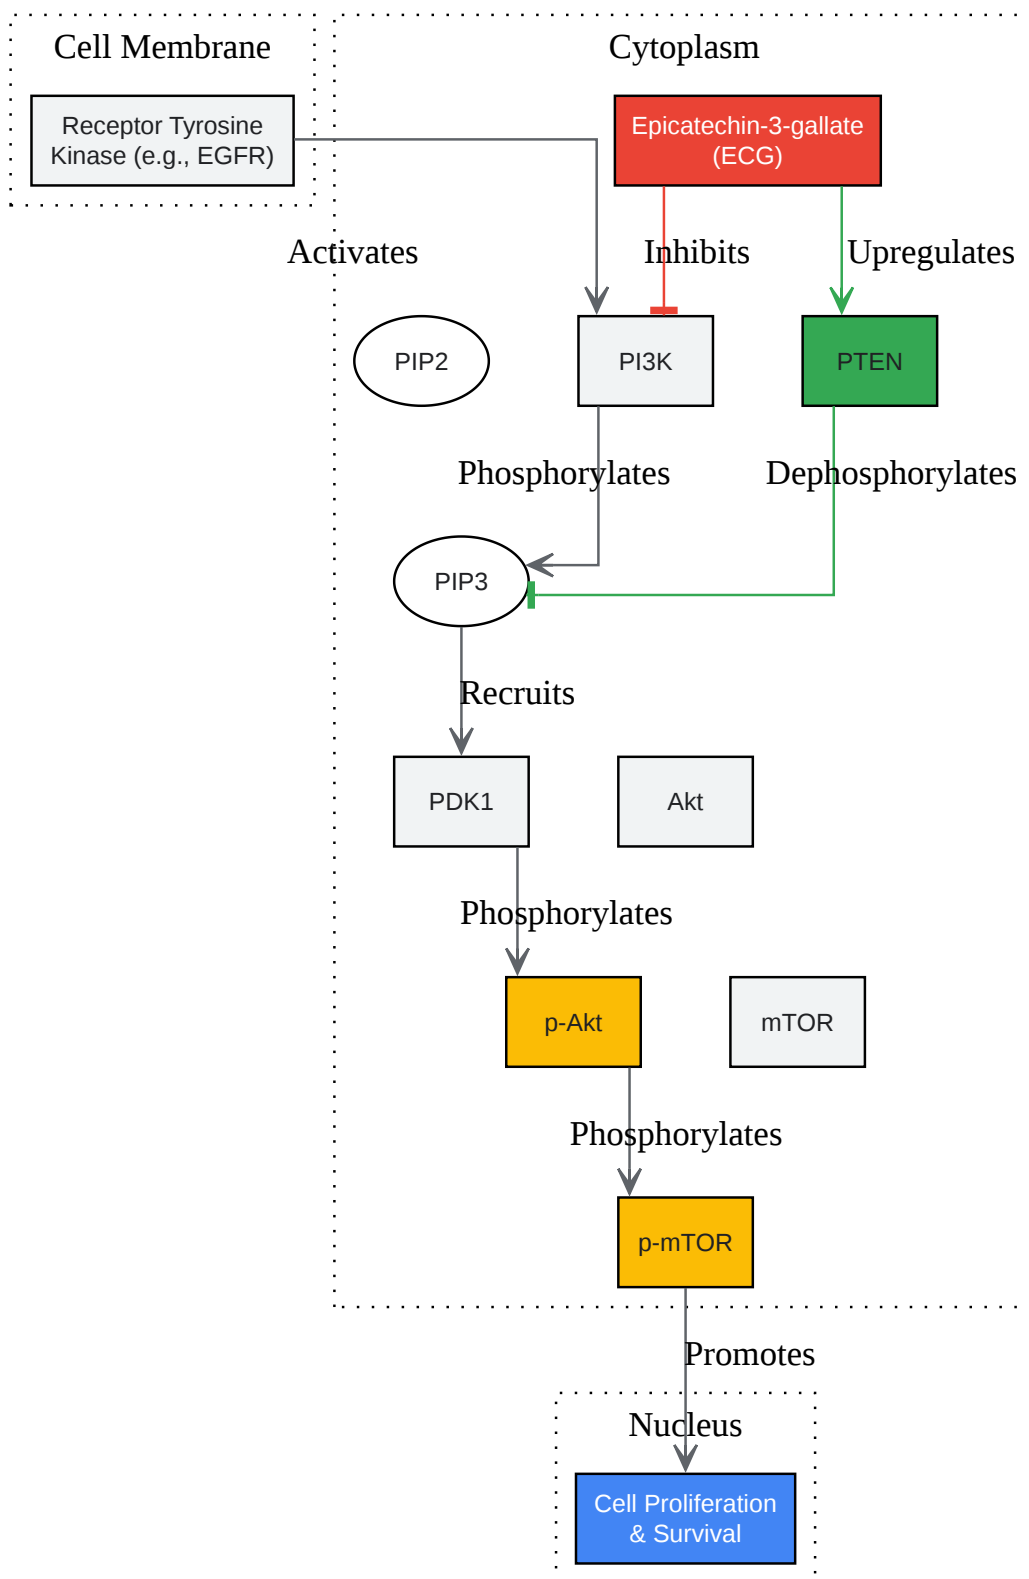 Cell Membrane
Cytoplasm
Receptor Tyrosine
Kinase (e.g., EGFR)
Epicatechin-3-gallate
(ECG)
Activates
Inhibits
Upregulates
PIP2
PI3K
PTEN
Phosphorylates
Dephosphorylates
PIP3
Recruits
PDK1
Akt
Phosphorylates
p-Akt
mTOR
Phosphorylates
p-mTOR
Promotes
Nucleus
Cell Proliferation
& Survival